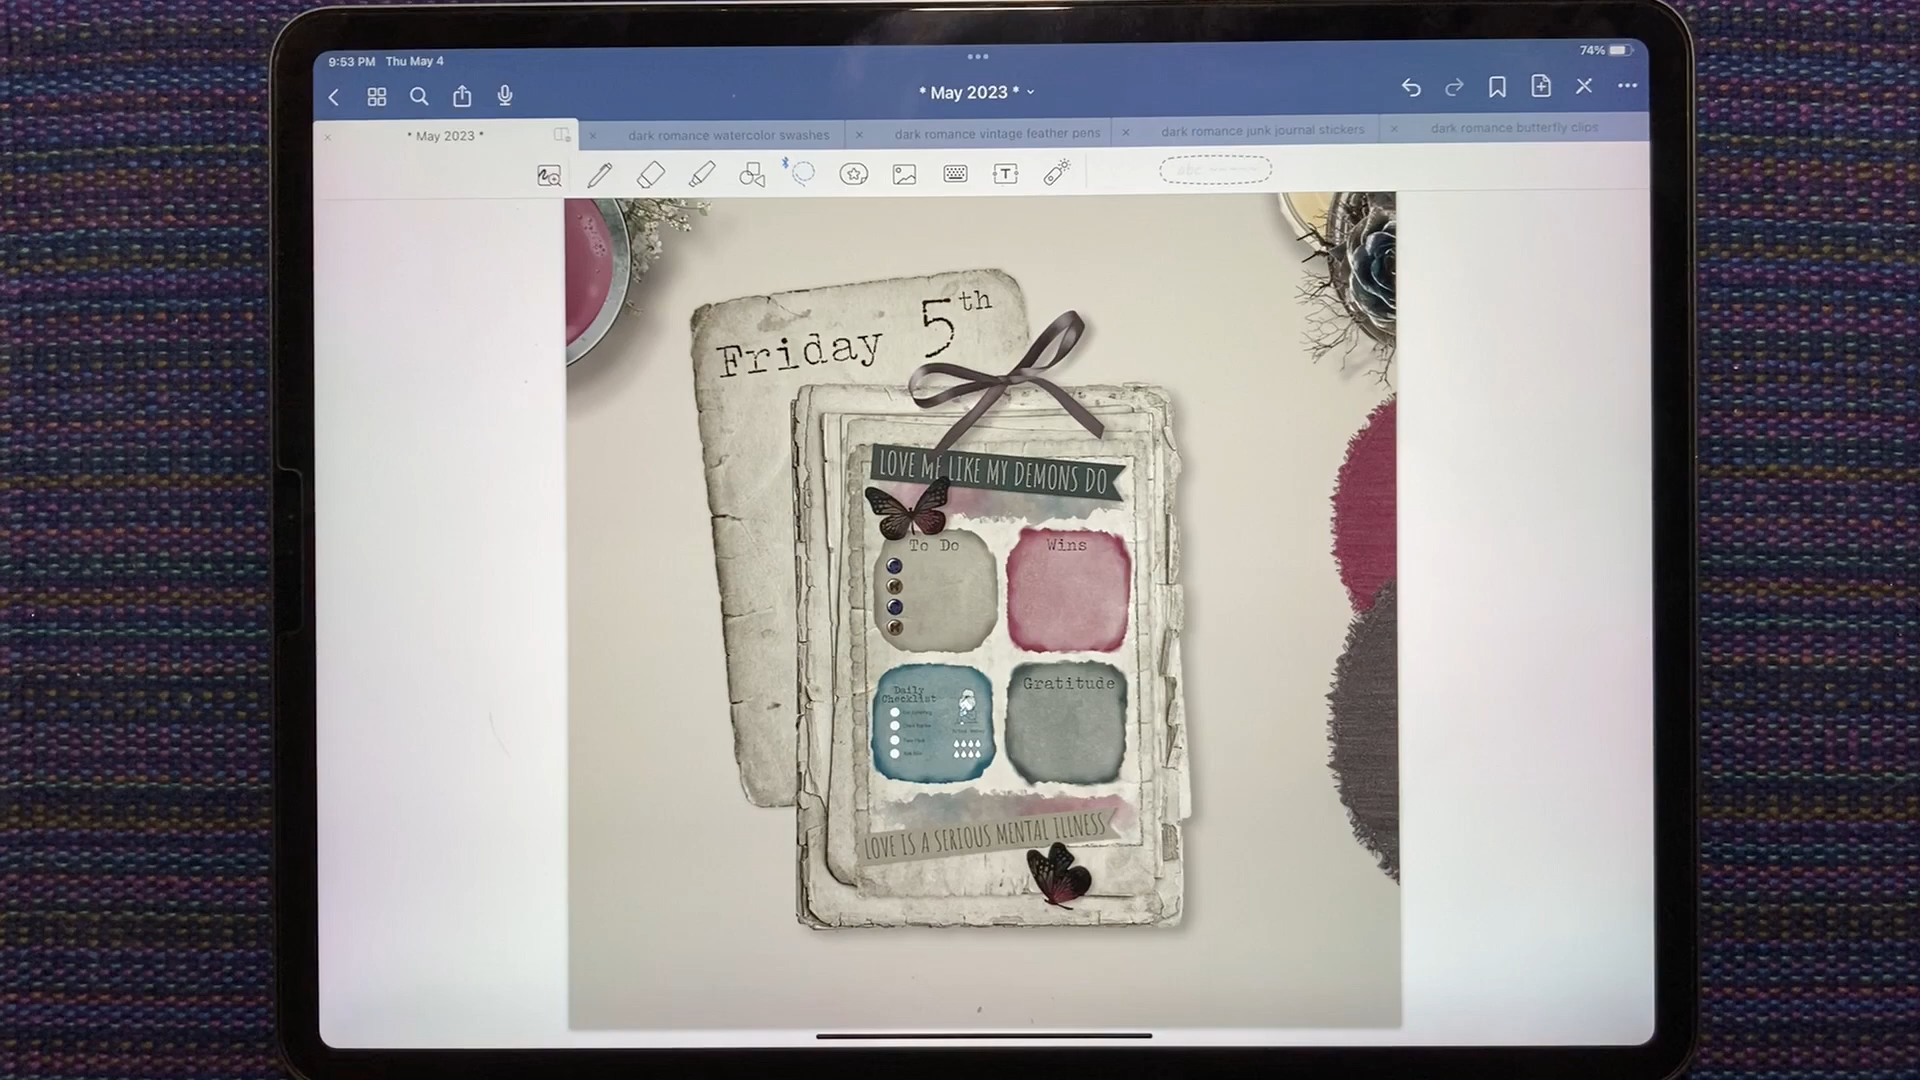 9:53 PM Thu May 4
74%
* May 2023 *
* May 2023 *
dark romance watercolor swashes
dark romance vintage feather pens
dark romance junk journal stickers
dark romance butterfly clips
abc
T
Friday 5th
LOVE ME LIKE MY DEMONS DO
To Do
Wins
Daily
Checklist
Gratitude
LOVE IS A SERIOUS MENTAL ILLNESS